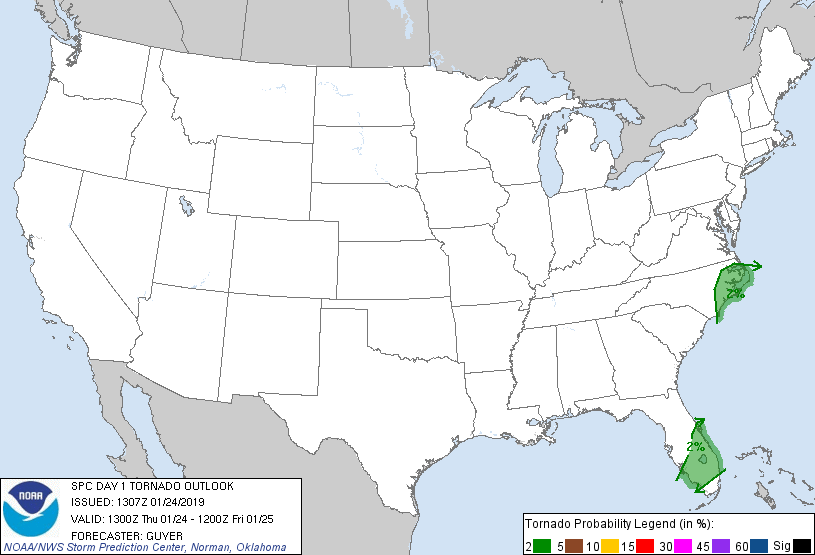 2%
2%
NOAA
SPC DAY 1 TORNADO OUTLOOK
ISSUED: 1307Z 01/24/2019
VALID: 1300Z Thu 01/24 - 1200Z Fri 01/25
FORECASTER: GUYER
NOAA/NWS Storm Prediction Center, Norman, Oklahoma
Tornado Probability Legend (in %):
2 5 10 15 30 45 60 Sig